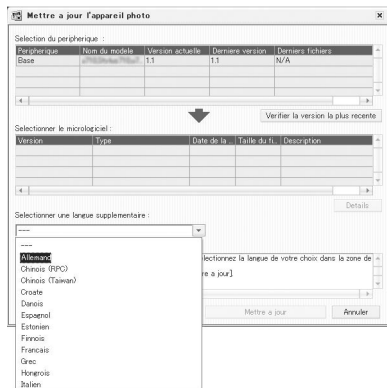 Mettre a jour l'appareil photo
Selection du peripherique :
Peripherique Nom du modele Version actuelle Derniere version Derniers fichiers
Base 1.1 1.1 N/A
Verifier la version la plus recente
Selectionner le micrologiciel :
Version Type Date de la ... Taille du fi... Description
Details
Selectionner une langue supplementaire :
---
---
Allemand
electionnez la langue de votre choix dans la zone de
Chinois (RPC)
re a jour].
Chinois (Taiwan)
Croate
Danois
Espagnol
Mettre a jour Annuler
Estonien
Finnois
Francais
Grec
Hongrois
Italien